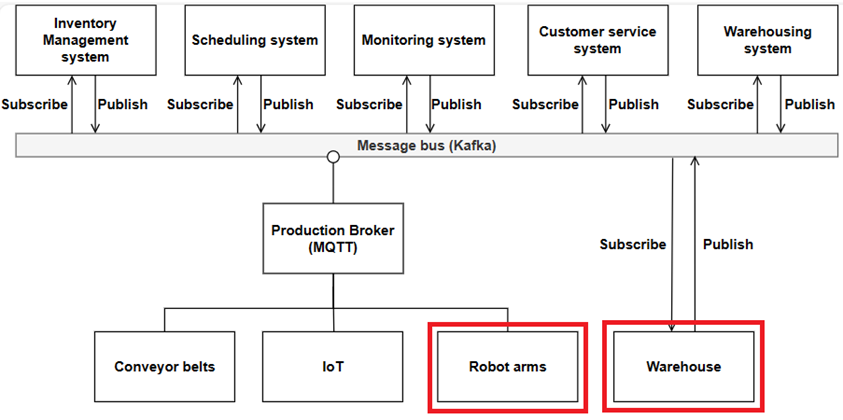 Inventory
Management
system
Scheduling system
Monitoring system
Customer service
system
Warehousing
system
Subscribe
Publish
Subscribe
Publish
Subscribe
Publish
Subscribe
Publish
Subscribe
Publish
Message bus (Kafka)
Production Broker
(MQTT)
Subscribe
Publish
Conveyor belts
IoT
Robot arms
Warehouse